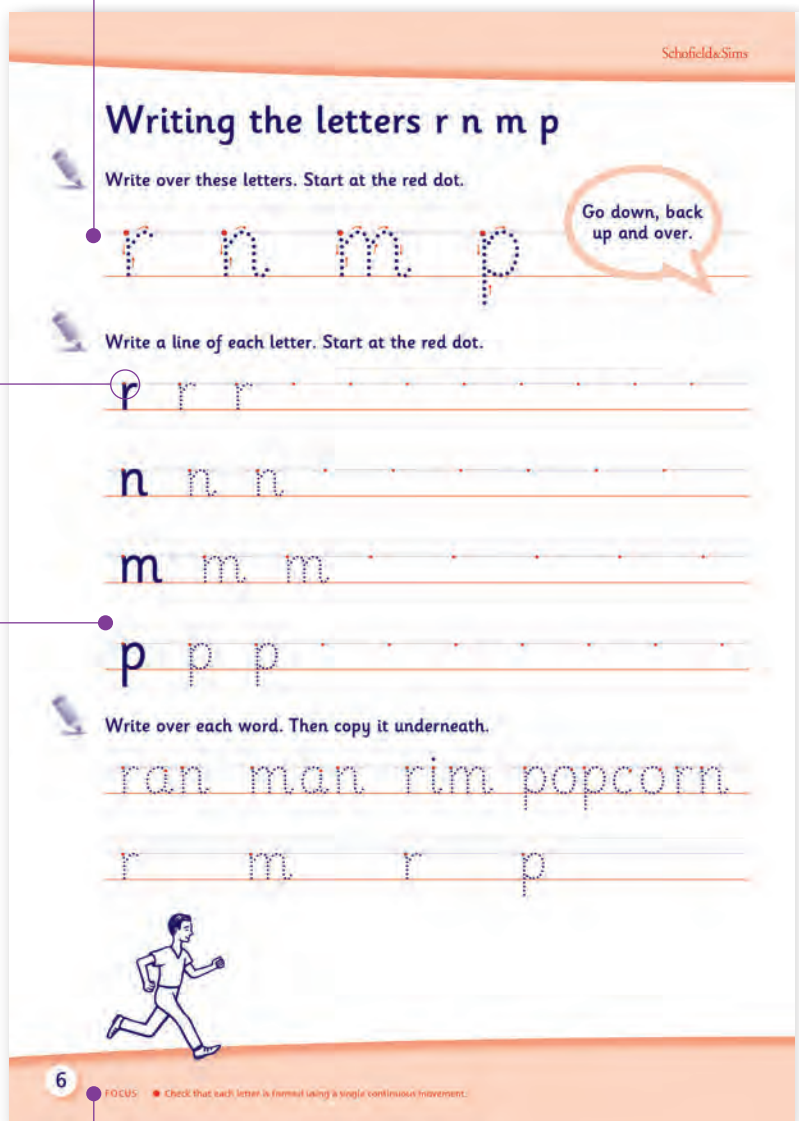 Schofield&Sims
Writing the letters r n m p
Write over these letters. Start at the red dot.
Go down, back
up and over.
r n m p
Write a line of each letter. Start at the red dot.
r r r
n n n
m m m
p p p
Write over each word. Then copy it underneath.
ran man rim popcorn
r m r p
6
FOCUS • Check that each letter is formed using a single continuous movement.